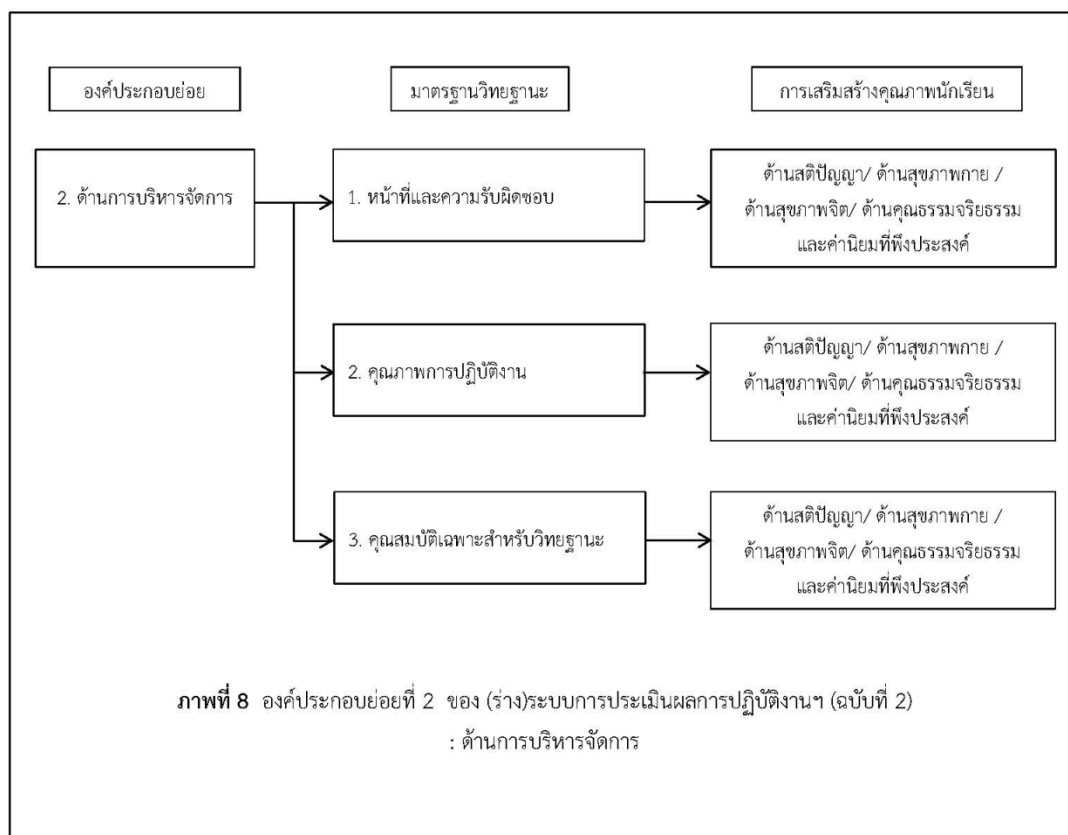 องค์ประกอบย่อย
มาตรฐานวิทยฐานะ
การเสริมสร้างคุณภาพนักเรียน
2. ด้านการบริหารจัดการ
1. หน้าที่และความรับผิดชอบ
ด้านสติปัญญา/ ด้านสุขภาพกาย /
ด้านสุขภาพจิต/ ด้านคุณธรรมจริยธรรม
และค่านิยมที่พึงประสงค์
2. คุณภาพการปฏิบัติงาน
ด้านสติปัญญา/ ด้านสุขภาพกาย /
ด้านสุขภาพจิต/ ด้านคุณธรรมจริยธรรม
และค่านิยมที่พึงประสงค์
3. คุณสมบัติเฉพาะสำหรับวิทยฐานะ
ด้านสติปัญญา/ ด้านสุขภาพกาย /
ด้านสุขภาพจิต/ ด้านคุณธรรมจริยธรรม
และค่านิยมที่พึงประสงค์
ภาพที่ 8 องค์ประกอบย่อยที่ 2 ของ (ร่าง)ระบบการประเมินผลการปฏิบัติงานฯ (ฉบับที่ 2)
: ด้านการบริหารจัดการ